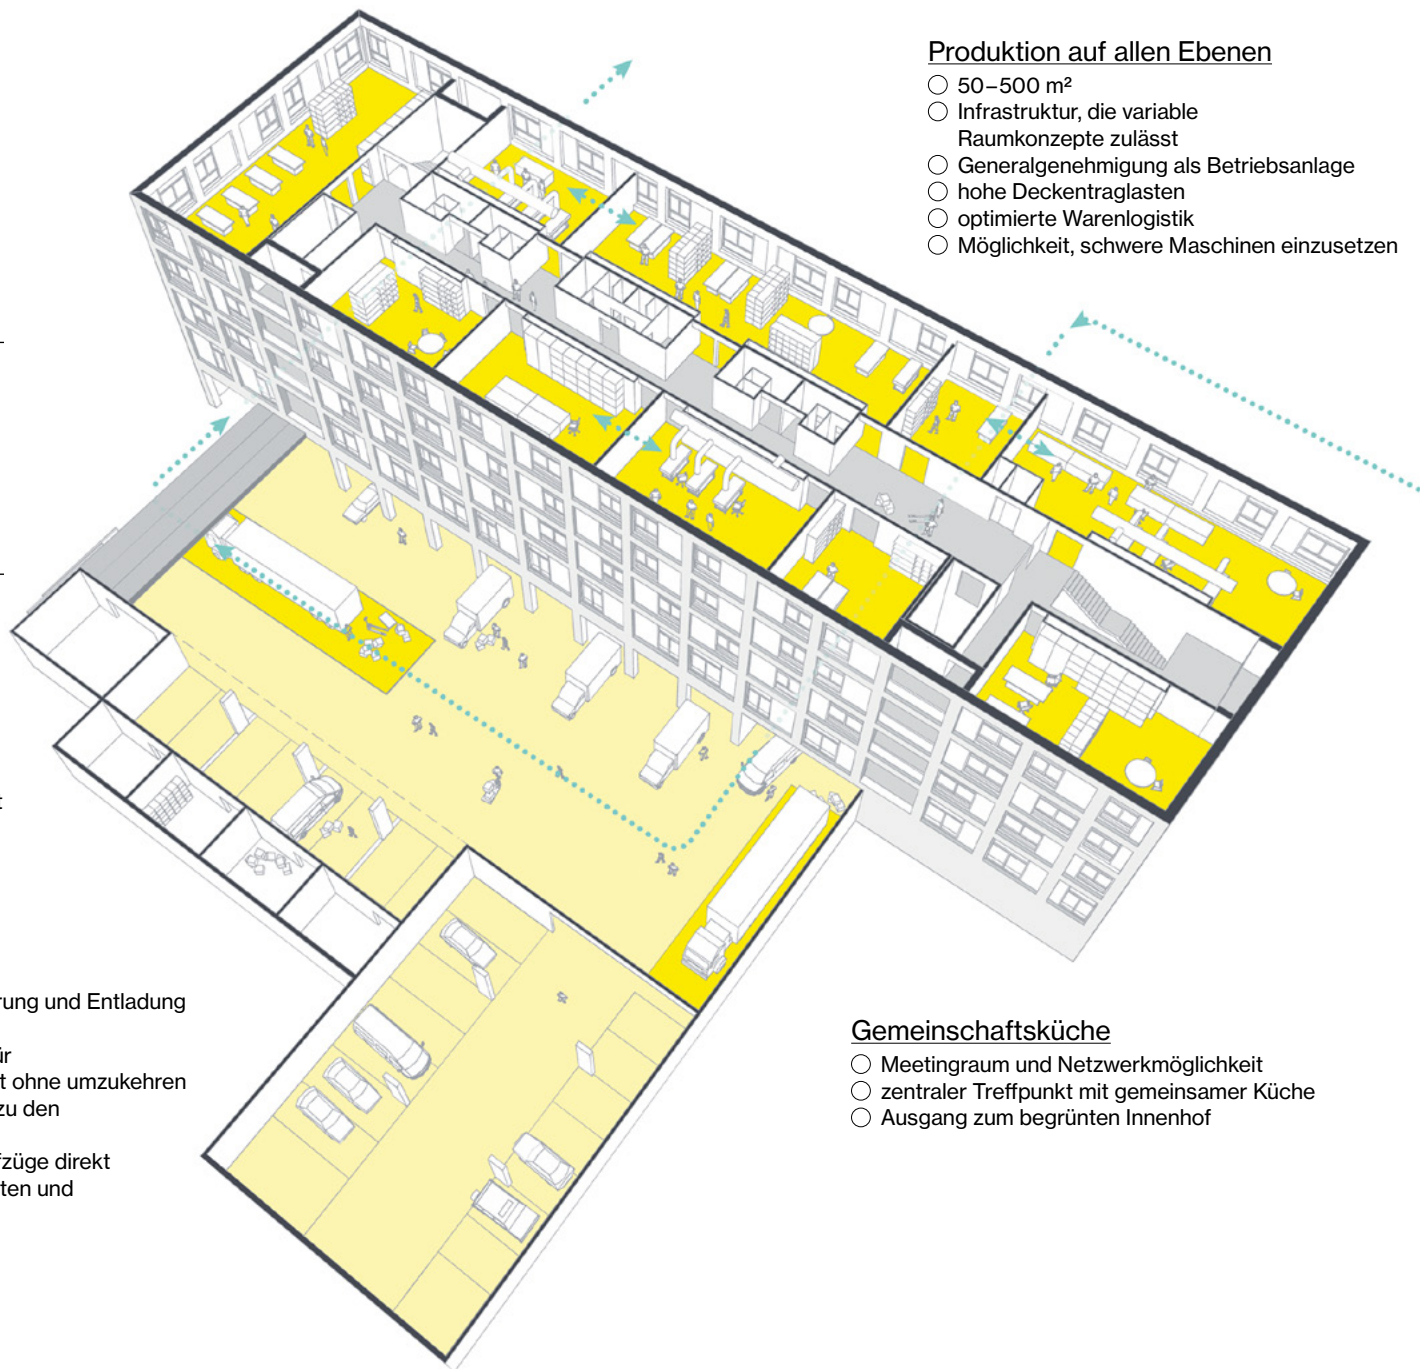 Produktion auf allen Ebenen
○ 50–500 m²
○ Infrastruktur, die variable
Raumkonzepte zulässt
○ Generalgenehmigung als Betriebsanlage
○ hohe Deckentraglasten
○ optimierte Warenlogistik
○ Möglichkeit, schwere Maschinen einzusetzen
t
rung und Entladung
ür
t ohne umzukehren
zu den
fzüge direkt
ten und
Gemeinschaftsküche
○ Meetingraum und Netzwerkmöglichkeit
○ zentraler Treffpunkt mit gemeinsamer Küche
○ Ausgang zum begrünten Innenhof